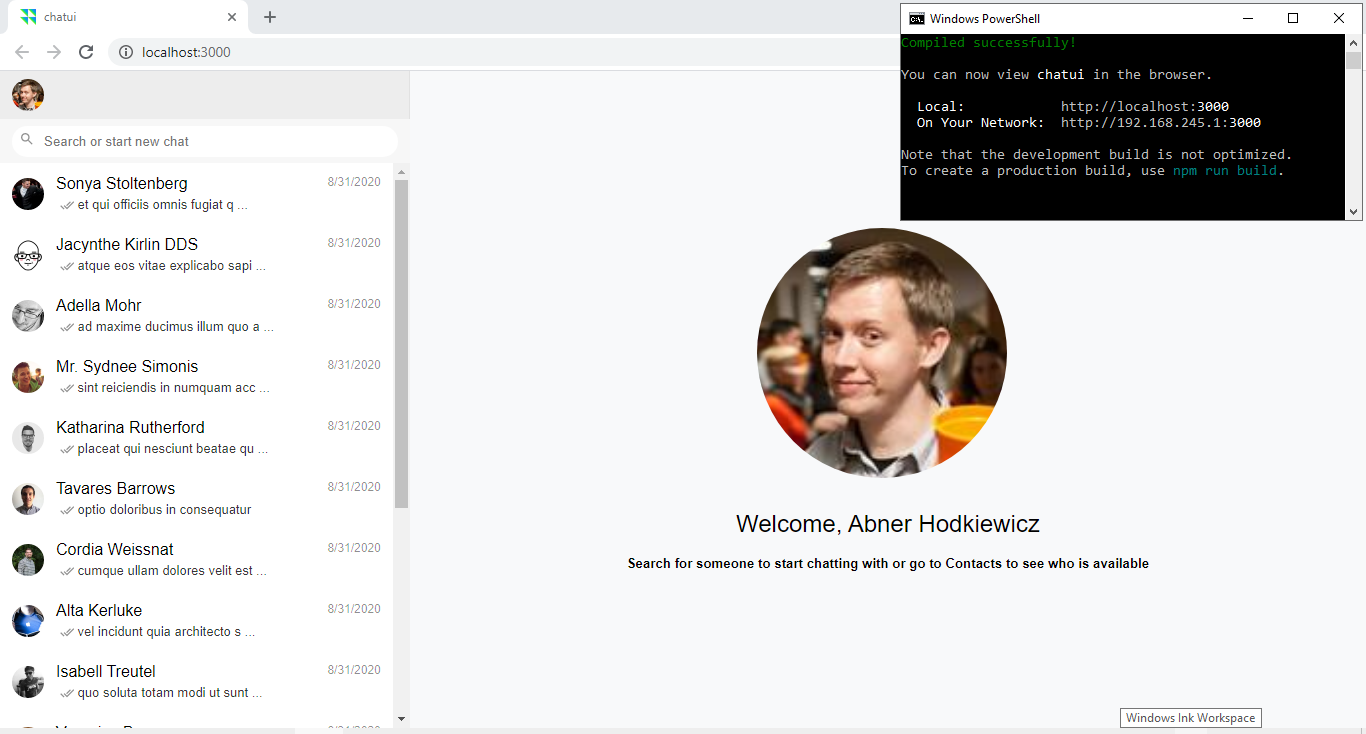 chatui
localhost:3000
Windows PowerShell
Compiled successfully!
You can now view chatui in the browser.
Local: http://localhost:3000
On Your Network: http://192.168.245.1:3000
Note that the development build is not optimized.
To create a production build, use npm run build.
Search or start new chat
Sonya Stoltenberg 8/31/2020
et qui officiis omnis fugiat q ...
Jacynthe Kirlin DDS 8/31/2020
atque eos vitae explicabo sapi ...
Adella Mohr 8/31/2020
ad maxime ducimus illum quo a ...
Mr. Sydnee Simonis 8/31/2020
sint reiciendis in numquam acc ...
Katharina Rutherford 8/31/2020
placeat qui nesciunt beatae qu ...
Tavares Barrows 8/31/2020
optio doloribus in consequatur
Cordia Weissnat 8/31/2020
cumque ullam dolores velit est ...
Alta Kerluke 8/31/2020
vel incidunt quia architecto s ...
Isabell Treutel 8/31/2020
quo soluta totam modi ut sunt ...
Welcome, Abner Hodkiewicz
Search for someone to start chatting with or go to Contacts to see who is available
Windows Ink Workspace